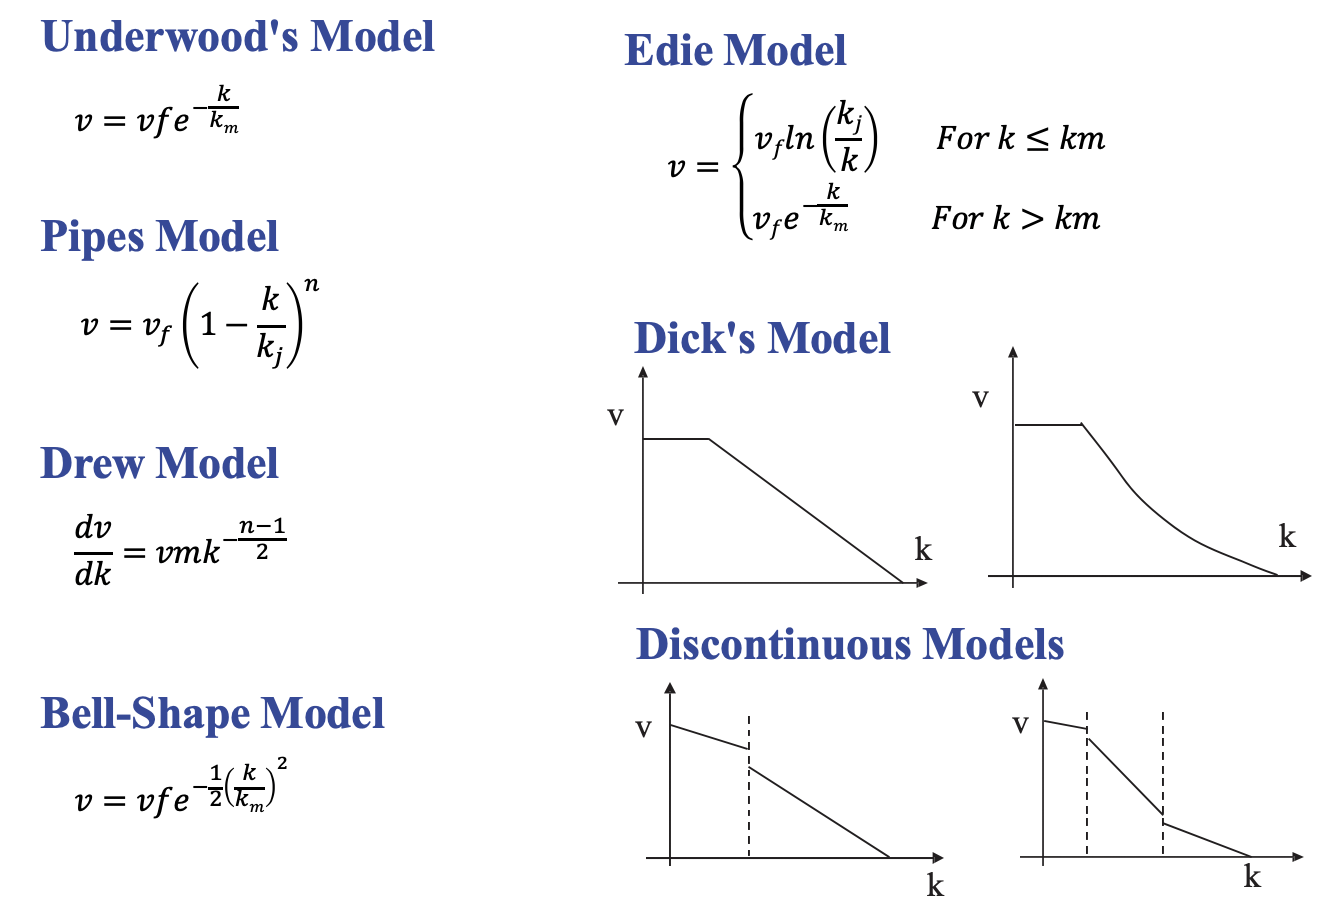 Underwood's Model
v = vfe^{-\frac{k}{k_m}}
Pipes Model
v = v_f \left(1 - \frac{k}{k_j}\right)^n
Drew Model
\frac{dv}{dk} = vmk^{-\frac{n-1}{2}}
Bell-Shape Model
v = vfe^{-\frac{1}{2}\left(\frac{k}{k_m}\right)^2}
Edie Model
v = \begin{cases} v_f ln \left(\frac{k_j}{k}\right) & For k ≤ km \\ v_f e^{-\frac{k}{k_m}} & For k > km \end{cases}
Dick's Model
v
k
v
k
Discontinuous Models
v
k
v
k